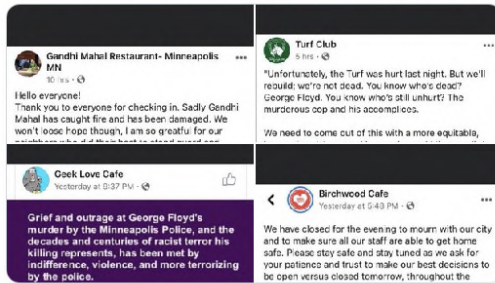 Gandhi Mahal Restaurant- Minneapolis
MN
10 hrs ·
Hello everyone!
Thank you to everyone for checking in. Sadly Gandhi
Mahal has caught fire and has been damaged. We
won't loose hope though, I am so greatful for our
Turf Club
5 hrs ·
"Unfortunately, the Turf was hurt last night. But we'll
rebuild; we're not dead. You know who's dead?
George Floyd. You know who's still unhurt? The
murderous cop and his accomplices.
We need to come out of this with a more equitable,
Geek Love Cafe
Yesterday at 9:37 PM ·
Grief and outrage at George Floyd's
murder by the Minneapolis Police, and the
decades and centuries of racist terror his
killing represents, has been met by
indifference, violence, and more terrorizing
by the police.
Birchwood Cafe
Yesterday at 5:48 PM ·
We have closed for the evening to mourn with our city
and to make sure all our staff are able to get home
safe. Please stay safe and stay tuned as we ask for
your patience and trust to make our best decisions to
be open versus closed tomorrow, throughout the